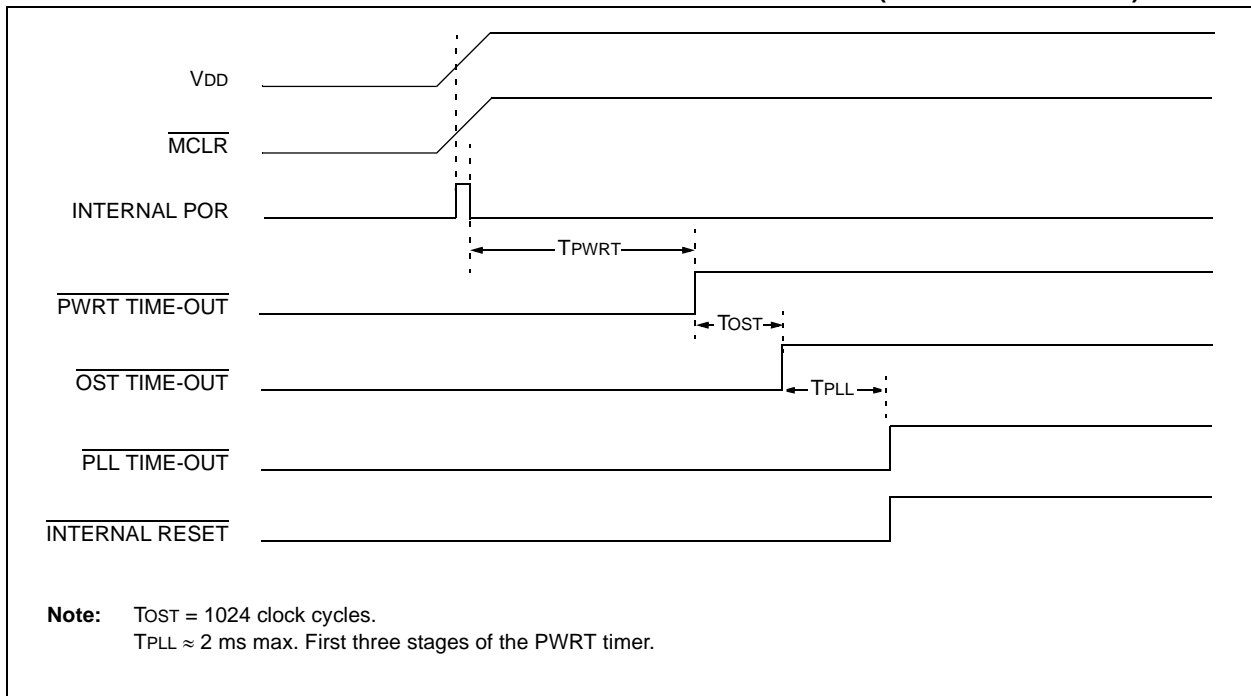 VDD
MCLR
INTERNAL POR
TPWRT
PWRT TIME-OUT
TOST
OST TIME-OUT
TPLL
PLL TIME-OUT
INTERNAL RESET
Note: TOST = 1024 clock cycles.
TPLL ≈ 2 ms max. First three stages of the PWRT timer.